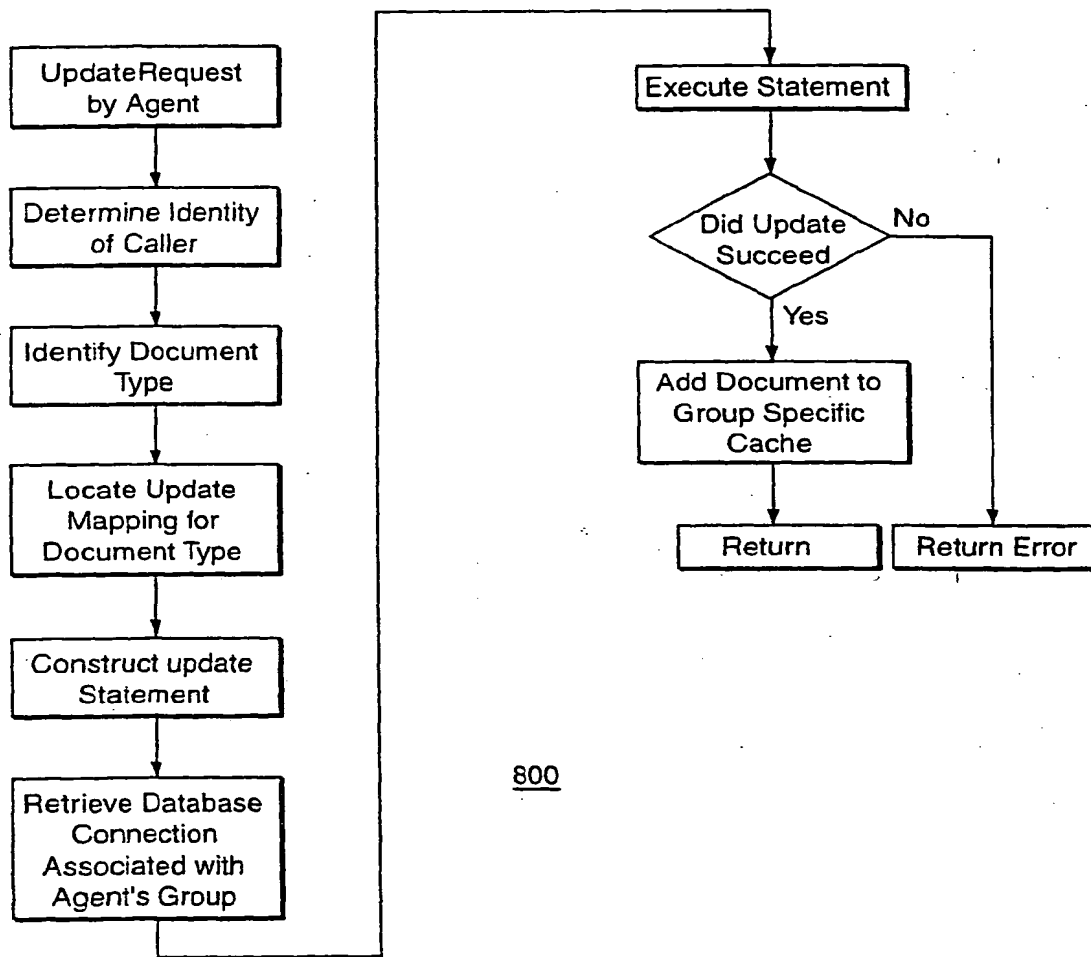 UpdateRequest
by Agent
Determine Identity
of Caller
Identify Document
Type
Locate Update
Mapping for
Document Type
Construct update
Statement
Retrieve Database
Connection
Associated with
Agent's Group
Execute Statement
Did Update
Succeed
No
Yes
Add Document to
Group Specific
Cache
Return
Return Error
800